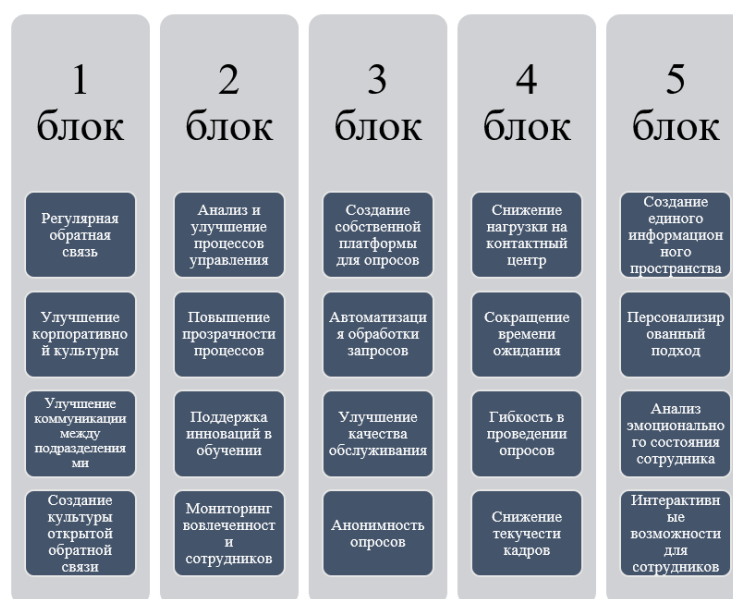 1
блок
Регулярная
обратная
связь
Улучшение
корпоративно
й культуры
Улучшение
коммуникации
между
подразделения
ми
Создание
культуры
открытой
обратной
связи
2
блок
Анализ и
улучшение
процессов
управления
Повышение
прозрачности
процессов
Поддержка
инноваций в
обучении
Мониторинг
вовлеченност
и
сотрудников
3
блок
Создание
собственной
платформы
для опросов
Автоматизаци
я обработки
запросов
Улучшение
качества
обслуживания
Анонимность
опросов
4
блок
Снижение
нагрузки на
контактный
центр
Сокращение
времени
ожидания
Гибкость в
проведении
опросов
Снижение
текучести
кадров
5
блок
Создание
единого
информацион
ного
пространства
Персонализир
ованный
подход
Анализ
эмоционально
го состояния
сотрудника
Интерактивн
ые
возможности
для
сотрудников